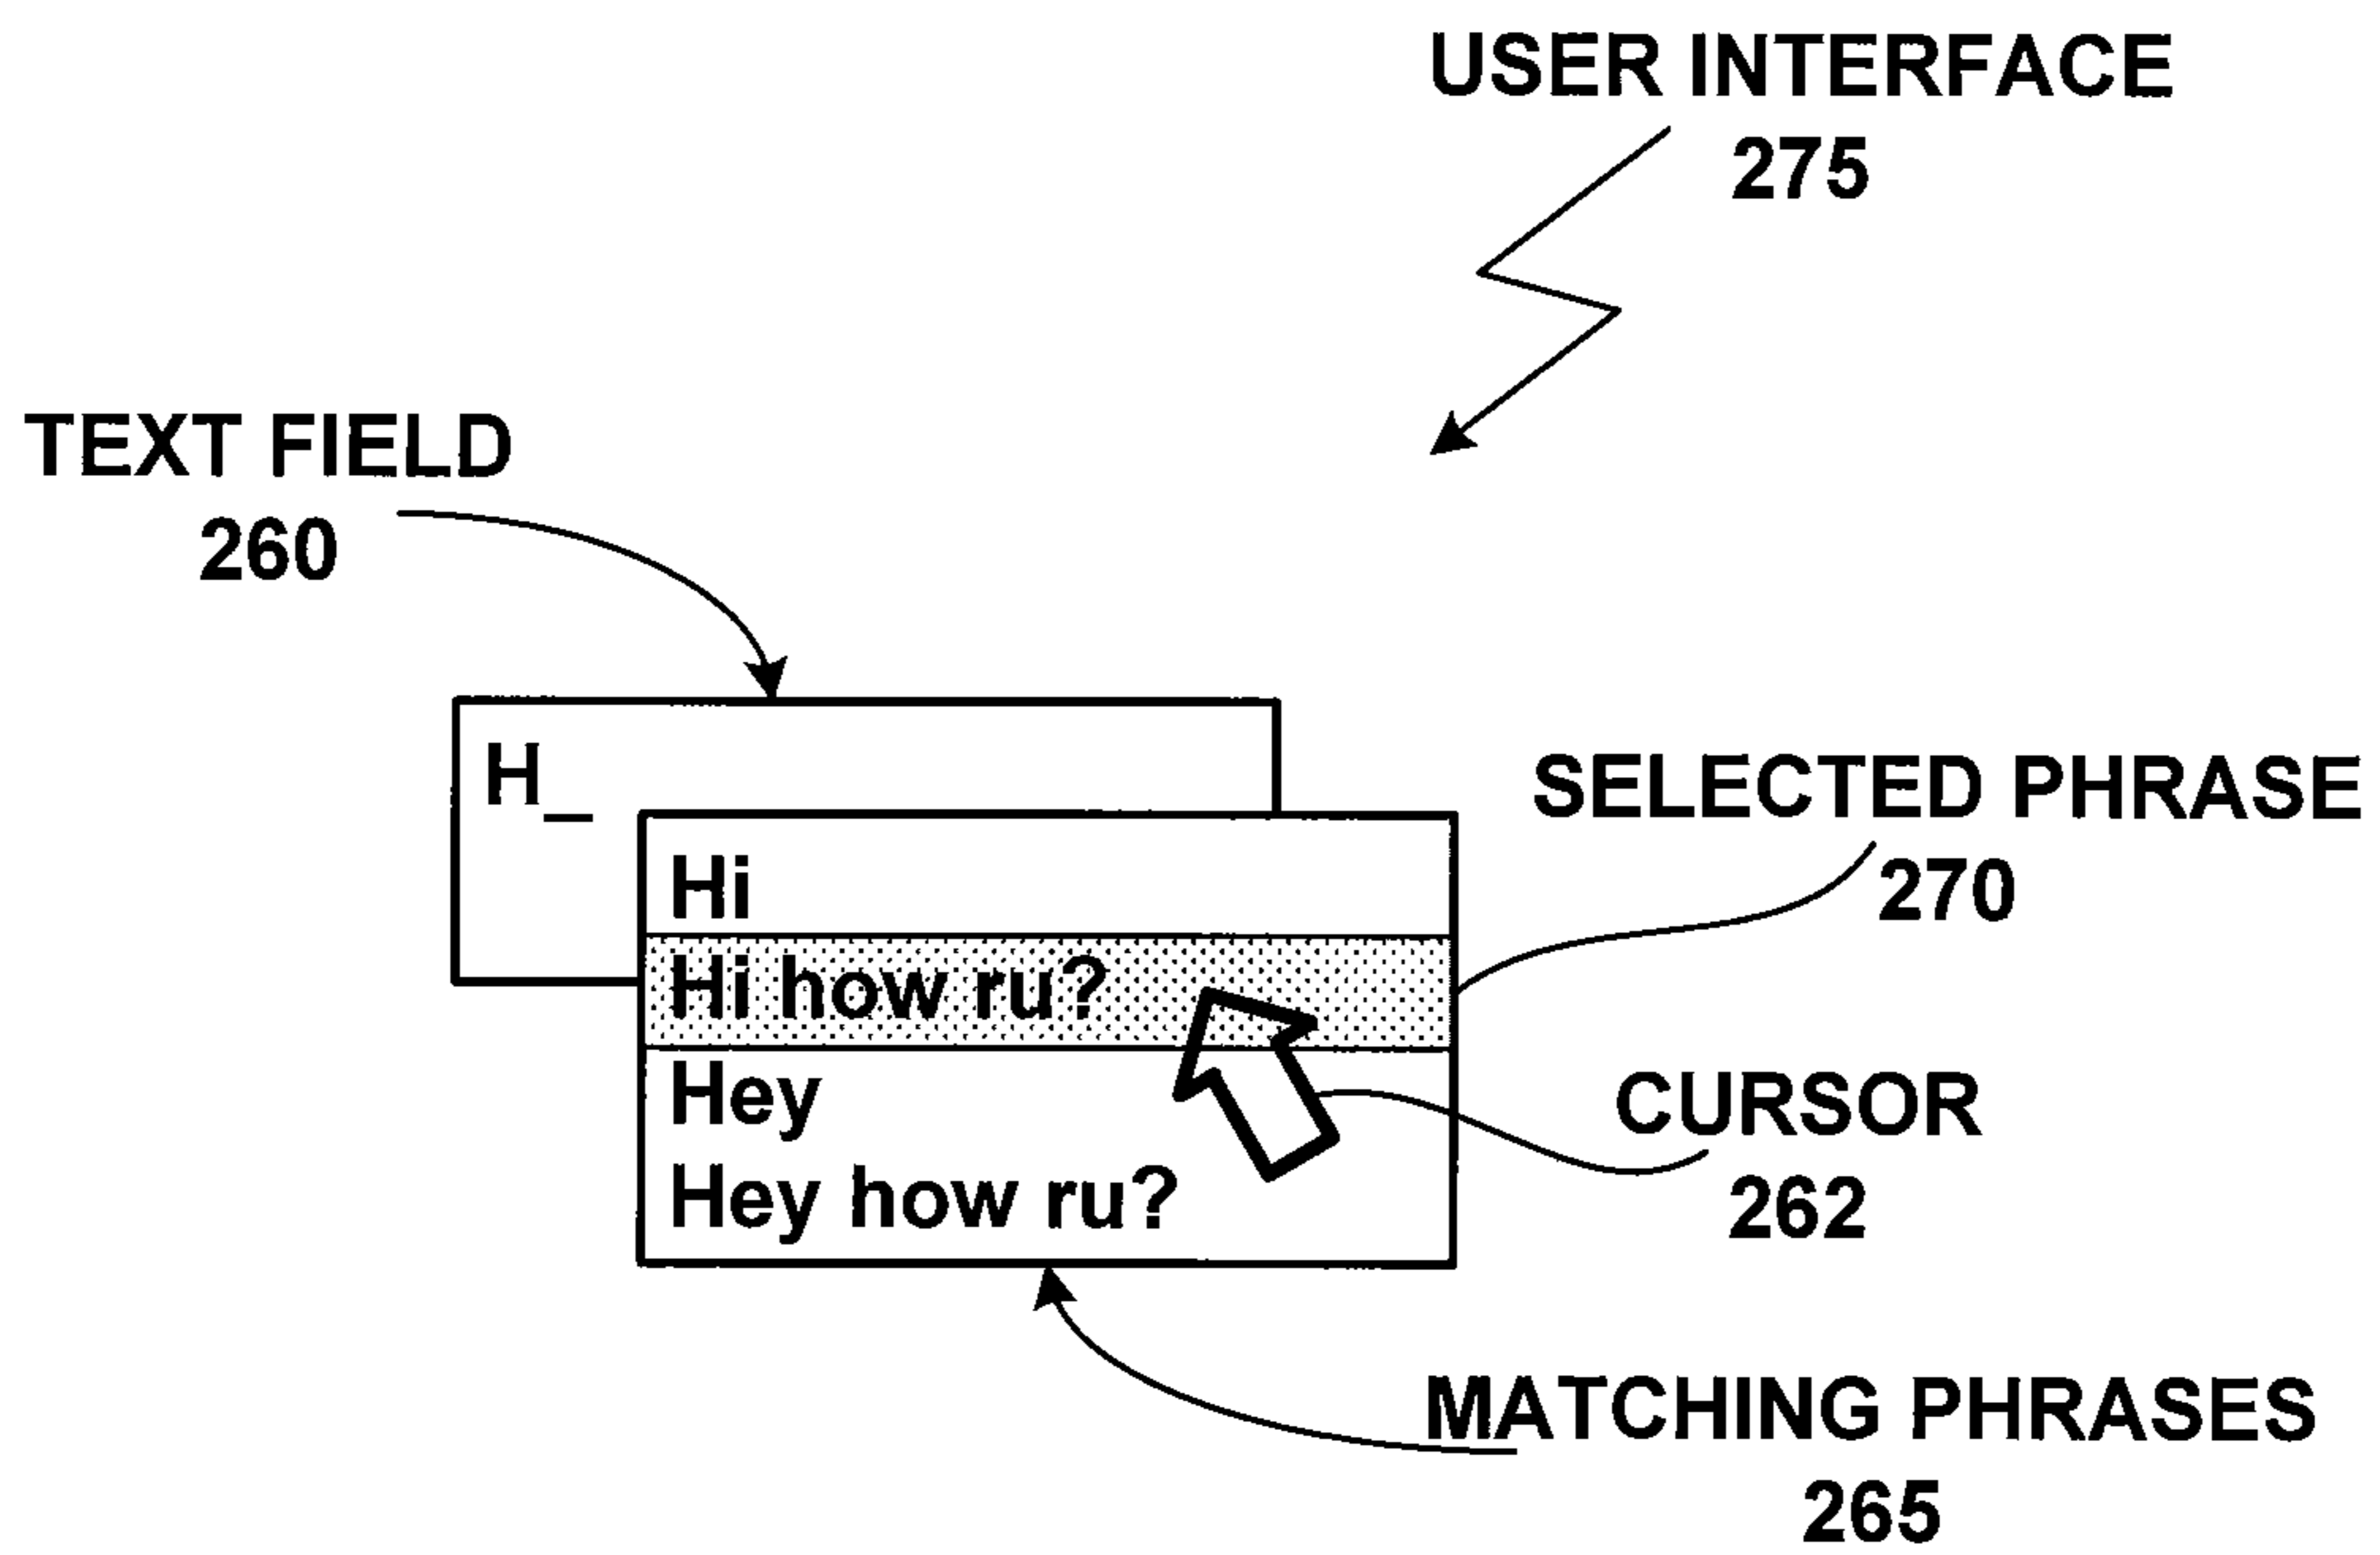 USER INTERFACE
275
TEXT FIELD
260
H_
SELECTED PHRASE
270
Hi
Hi how ru?
Hey
Hey how ru?
CURSOR
262
MATCHING PHRASES
265